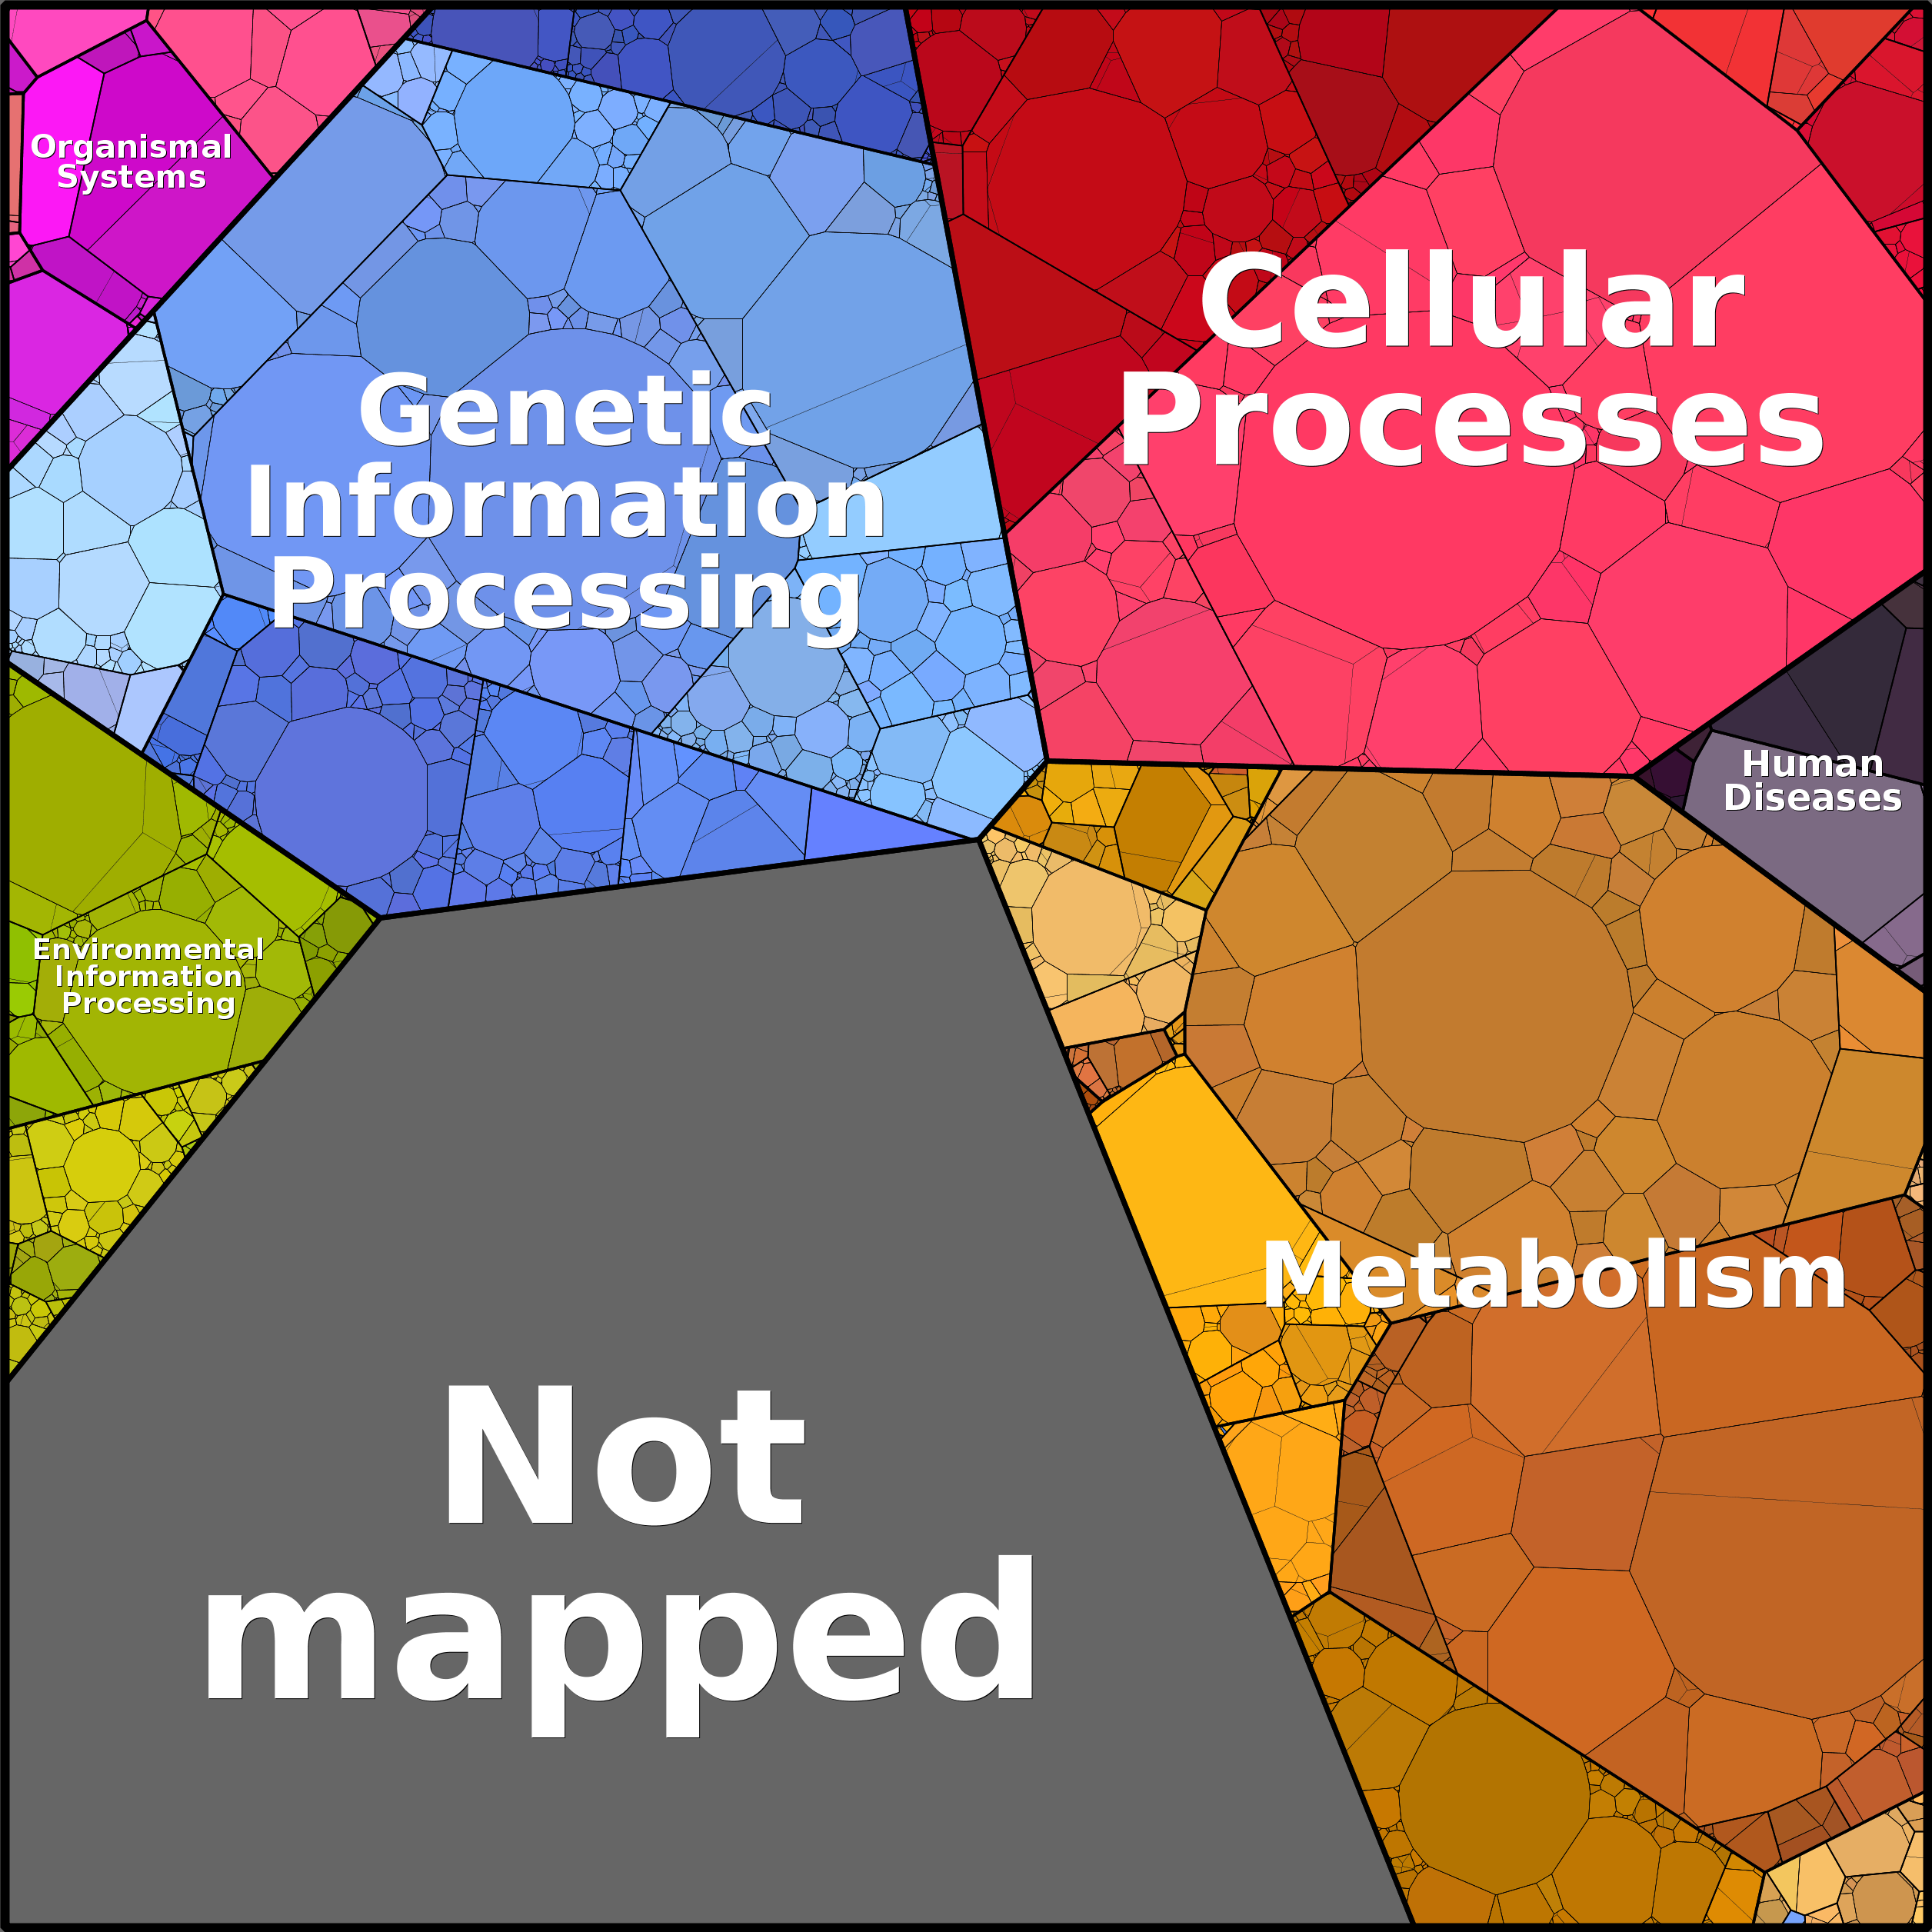 Organismal
Systems
Genetic
Information
Processing
Cellular
Processes
Human
Diseases
Environmental
Information
Processing
Metabolism
Not
mapped